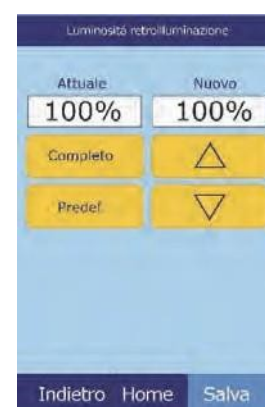 Luminosità retroilluminazione
Attuale Nuovo
100% 100%
Completo
Predef.
Indietro Home Salva